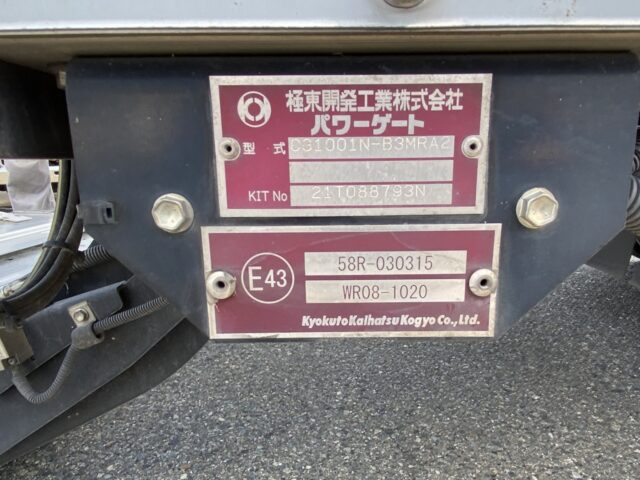 極東開発工業株式会社
パワーゲート
型 式 C31001N-B3MRA2
KIT No 21T088793N
E43
58R-030315
WR08-1020
Kyokuto Kaihatsu Kogyo Co., Ltd.